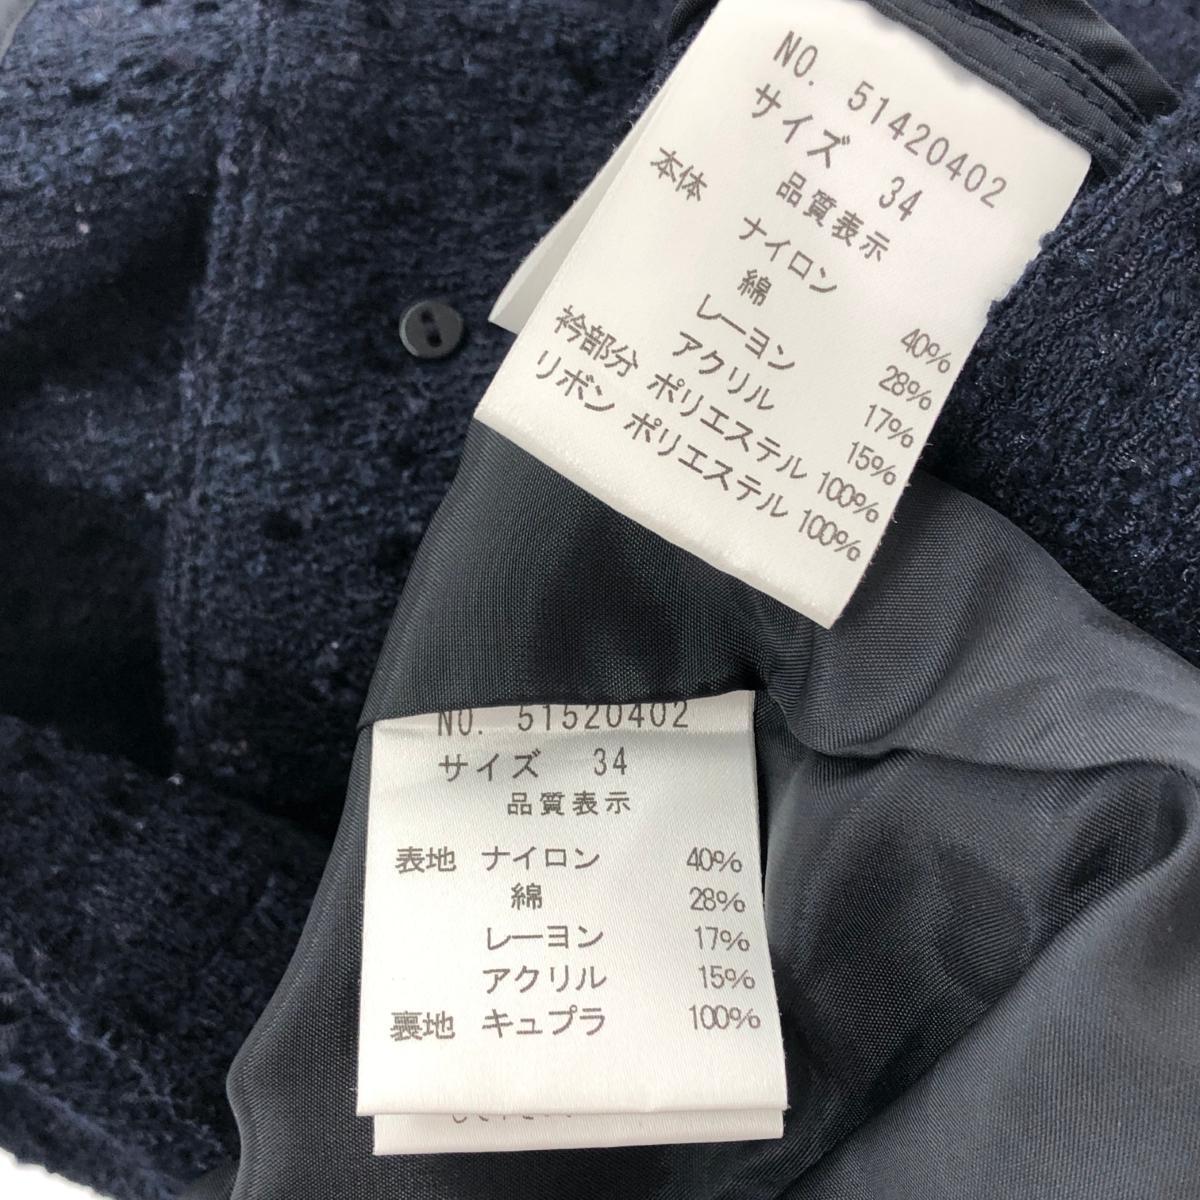 NO. 51420402
サイズ 34
品質表示
本体 ナイロン 40%
綿 28%
レーヨン 17%
アクリル 15%
衿部分 ポリエステル 100%
リボン ポリエステル 100%
NO. 51520402
サイズ 34
品質表示
表地 ナイロン 40%
綿 28%
レーヨン 17%
アクリル 15%
裏地 キュプラ 100%